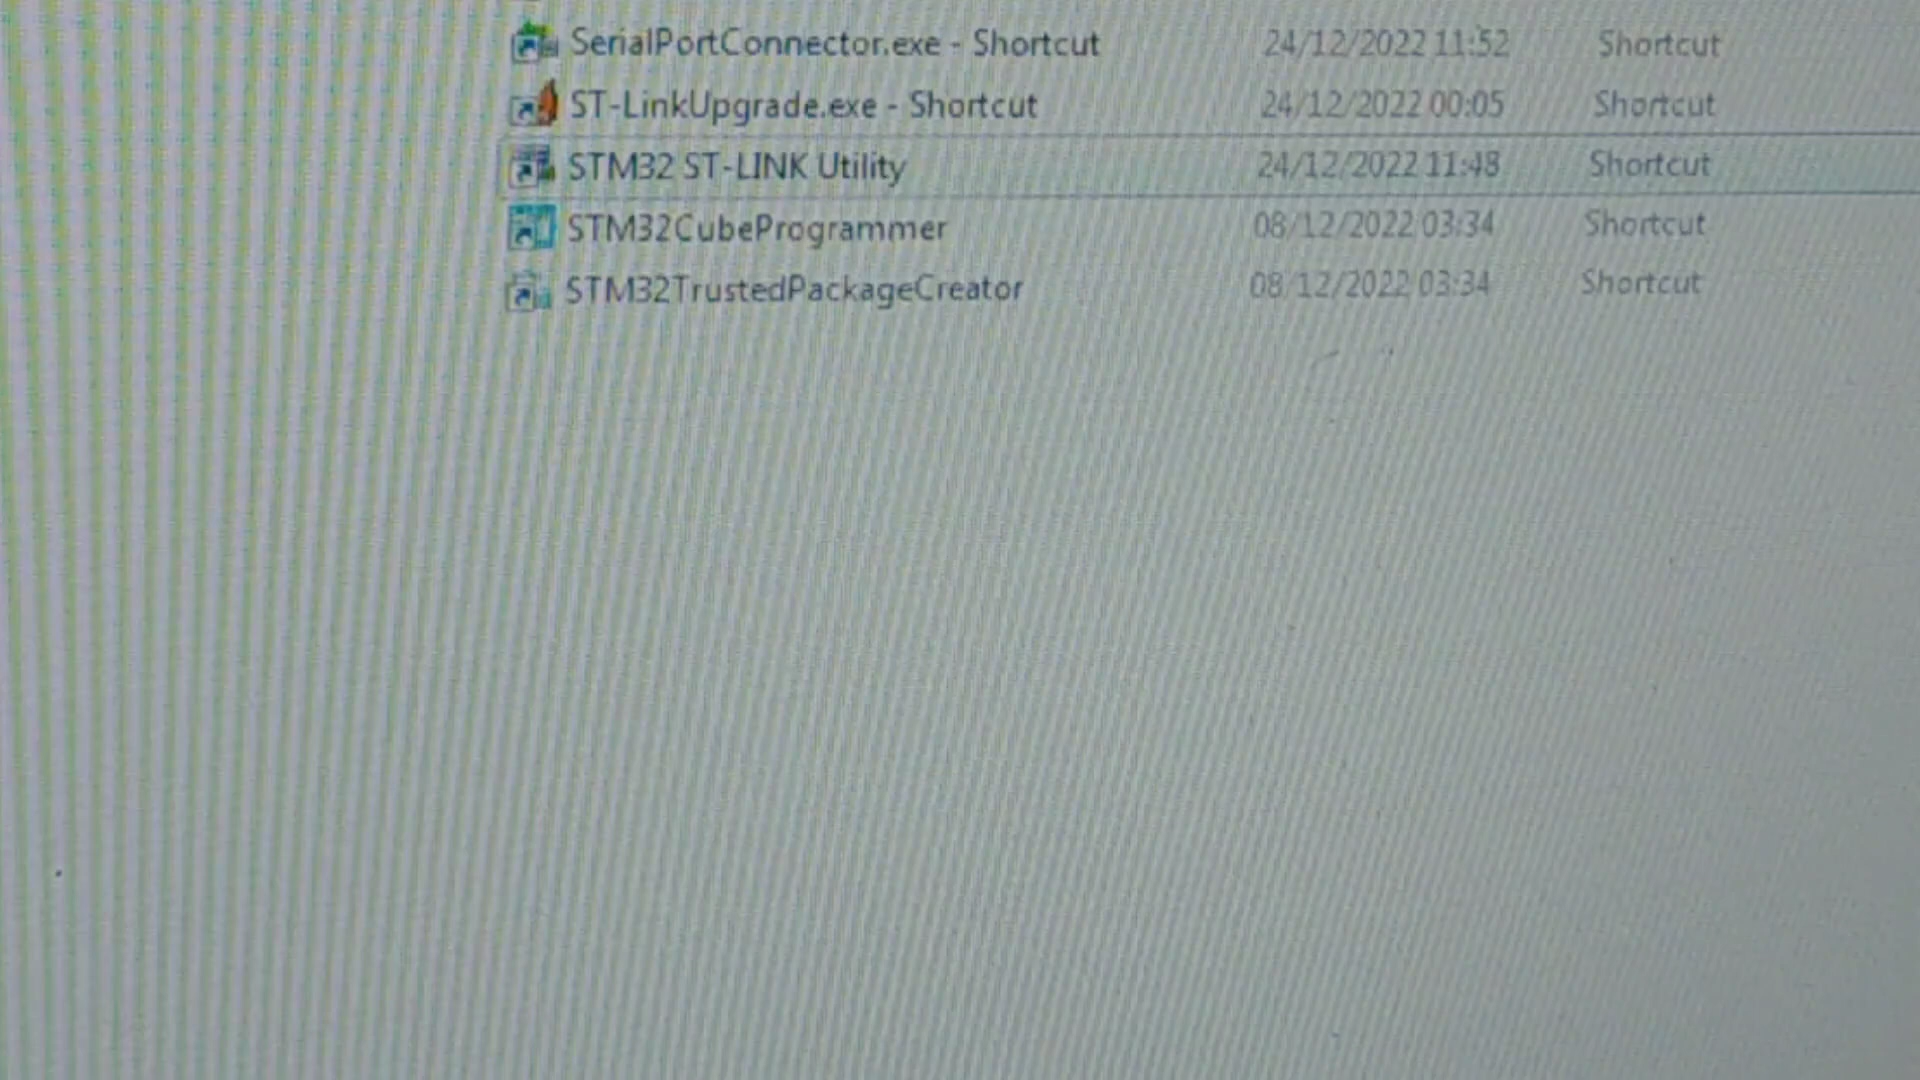 SerialPortConnector.exe - Shortcut 24/12/2022 11:52 Shortcut
ST-LinkUpgrade.exe - Shortcut 24/12/2022 00:05 Shortcut
STM32 ST-LINK Utility 24/12/2022 11:48 Shortcut
STM32CubeProgrammer 08/12/2022 03:34 Shortcut
STM32TrustedPackageCreator 08/12/2022 03:34 Shortcut